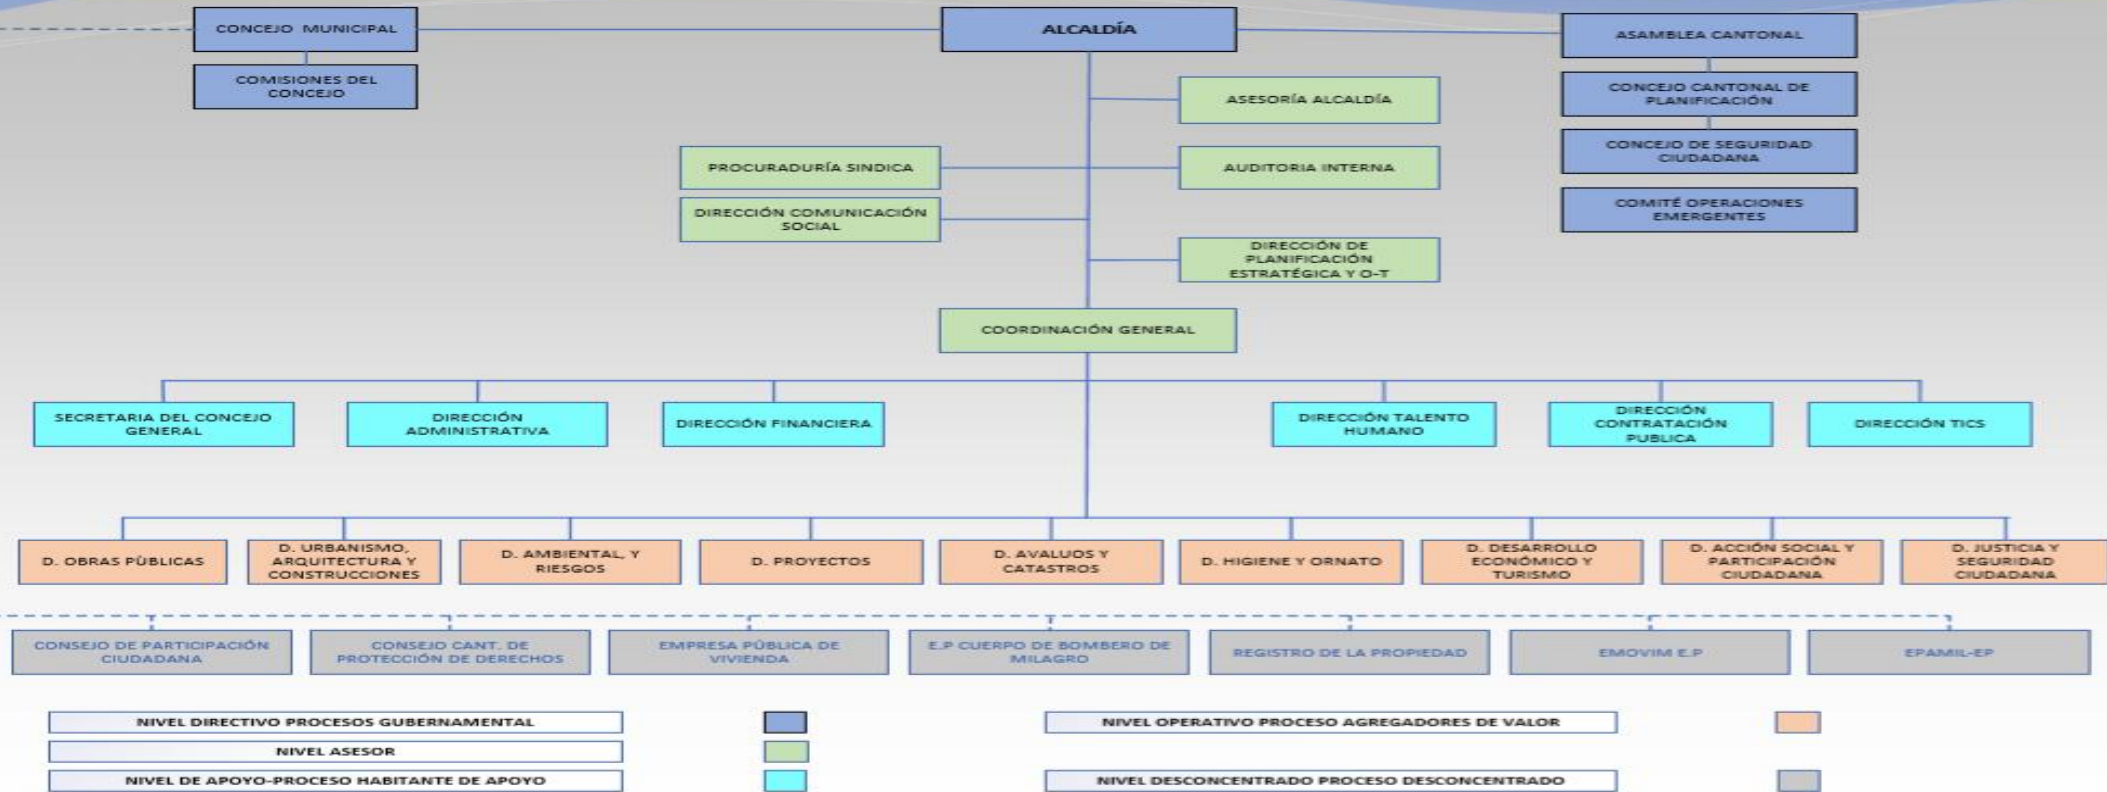 CONCEJO MUNICIPAL
ALCALDÍA
ASAMBLEA CANTONAL
COMISIONES DEL
CONCEJO
CONCEJO CANTONAL DE
PLANIFICACIÓN
ASESORÍA ALCALDÍA
CONCEJO DE SEGURIDAD
CIUDADANA
PROCURADURÍA SINDICA
AUDITORIA INTERNA
COMITÉ OPERACIONES
EMERGENTES
DIRECCIÓN COMUNICACIÓN
SOCIAL
DIRECCIÓN DE
PLANIFICACIÓN
ESTRATÉGICA Y O-T
COORDINACIÓN GENERAL
SECRETARIA DEL CONCEJO
GENERAL
DIRECCIÓN
ADMINISTRATIVA
DIRECCIÓN FINANCIERA
DIRECCIÓN TALENTO
HUMANO
DIRECCIÓN
CONTRATACIÓN
PUBLICA
DIRECCIÓN TICS
D. OBRAS PÙBLICAS
D. URBANISMO,
ARQUITECTURA Y
CONSTRUCCIONES
D. AMBIENTAL, Y
RIESGOS
D. PROYECTOS
D. AVALUOS Y
CATASTROS
D. HIGIENE Y ORNATO
D. DESARROLLO
ECONÓMICO Y
TURISMO
D. ACCIÓN SOCIAL Y
PARTICIPACIÓN
CIUDADANA
D. JUSTICIA Y
SEGURIDAD
CIUDADANA
CONSEJO DE PARTICIPACIÓN
CIUDADANA
CONSEJO CANT. DE
PROTECCIÓN DE DERECHOS
EMPRESA PÚBLICA DE
VIVIENDA
E.P CUERPO DE BOMBERO DE
MILAGRO
REGISTRO DE LA PROPIEDAD
EMOVIM E.P
EPAMIL-EP
NIVEL DIRECTIVO PROCESOS GUBERNAMENTAL
NIVEL OPERATIVO PROCESO AGREGADORES DE VALOR
NIVEL ASESOR
NIVEL DE APOYO-PROCESO HABITANTE DE APOYO
NIVEL DESCONCENTRADO PROCESO DESCONCENTRADO